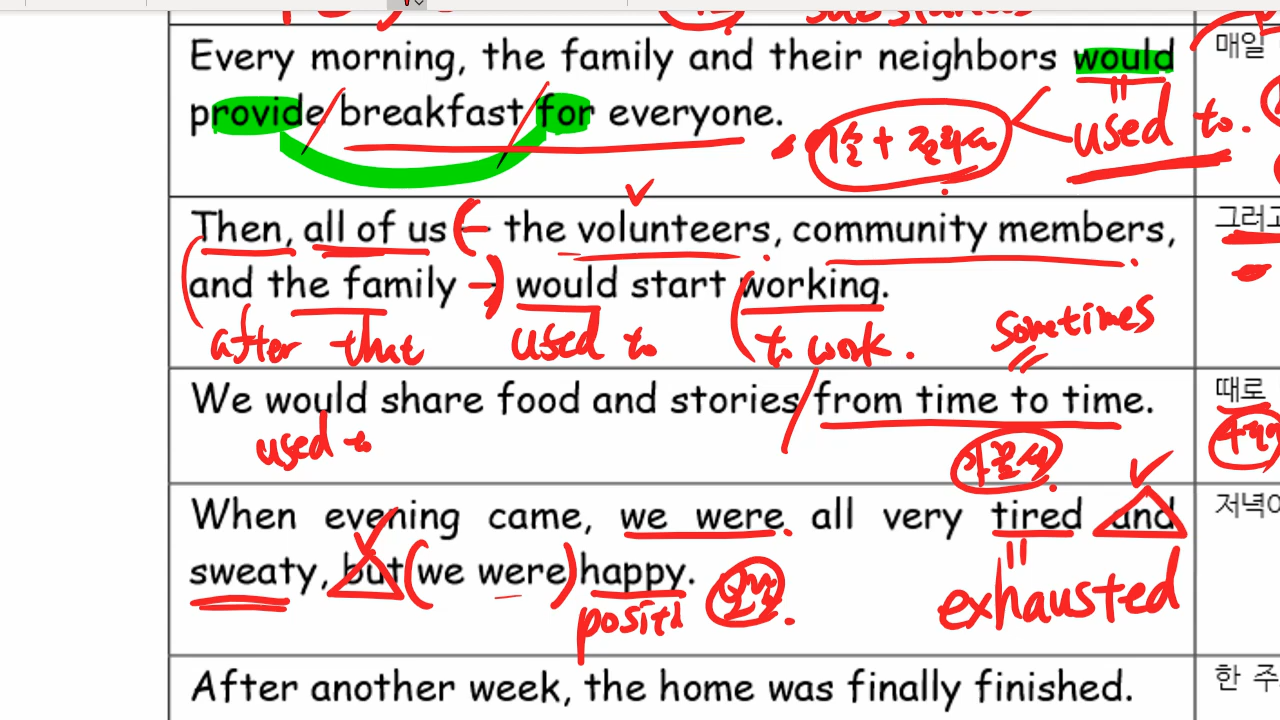 Every morning, the family and their neighbors would
매일
provide breakfast for everyone.
used to.
Then, all of us - the volunteers, community members,
그러고
and the family - would start working.
after that used to to work. sometimes
We would share food and stories from time to time.
때로
used to
When evening came, we were all very tired and
저녁이
sweaty, but (we were) happy.
exhausted
After another week, the home was finally finished.
한 주